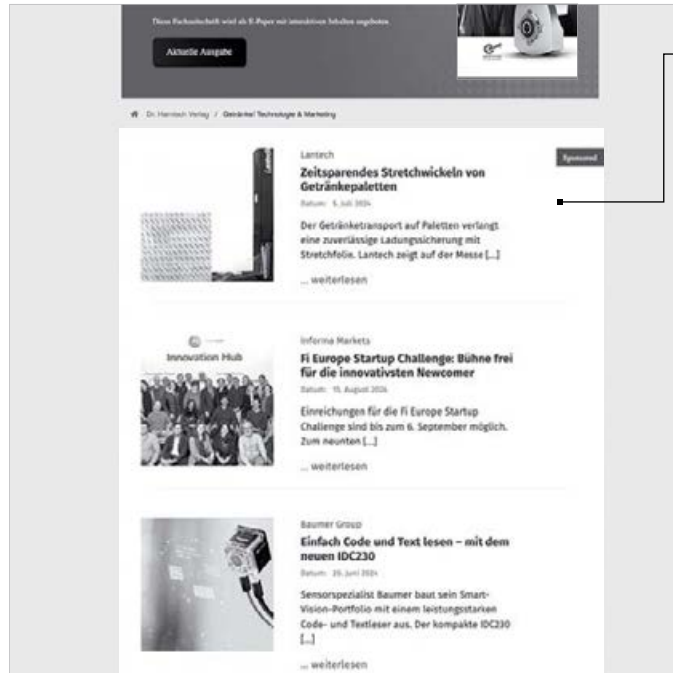 Diese Fachzeitschrift wird als E-Paper mit interaktiven Inhalten angeboten.
Aktuelle Ausgabe
Dr. Harnisch Verlag / Getränke! Technologie & Marketing
Lantech
Sponsored
Zeitsparendes Stretchwickeln von
Getränkepaletten
Datum: 5. Juli 2024
Der Getränketransport auf Paletten verlangt
eine zuverlässige Ladungssicherung mit
Stretchfolie. Lantech zeigt auf der Messe [...]
... weiterlesen
Innovation Hub
Informa Markets
Fi Europe Startup Challenge: Bühne frei
für die innovativsten Newcomer
Datum: 15. August 2024
Einreichungen für die Fi Europe Startup
Challenge sind bis zum 6. September möglich.
Zum neunten [...]
... weiterlesen
Baumer Group
Einfach Code und Text lesen – mit dem
neuen IDC230
Datum: 20. Juni 2024
Sensorspezialist Baumer baut sein Smart-
Vision-Portfolio mit einem leistungsstarken
Code- und Textleser aus. Der kompakte IDC230
[...]
... weiterlesen